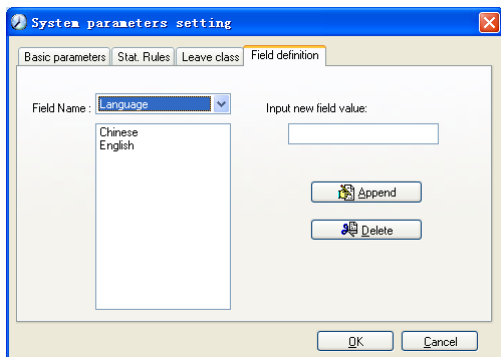 System parameters setting
Basic parameters Stat. Rules Leave class Field definition
Field Name : Language
Input new field value:
Chinese
English
Append
Delete
OK Cancel